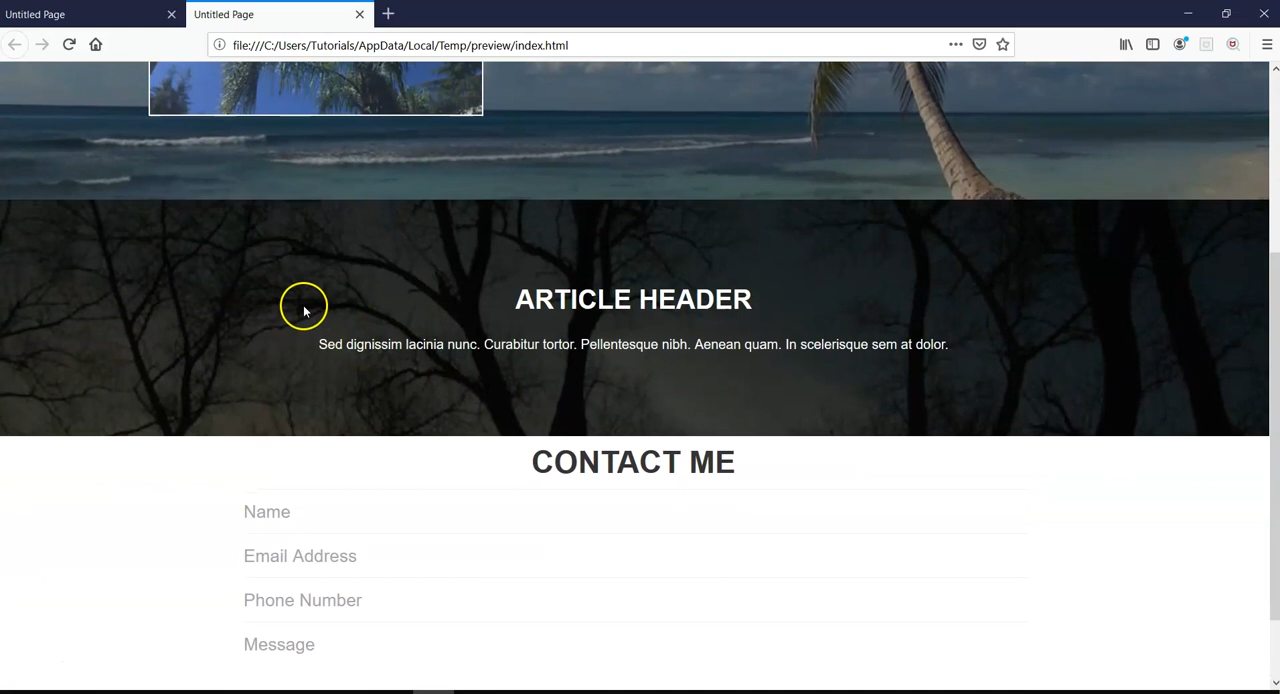 Untitled Page
Untitled Page
file:///C:/Users/Tutorials/AppData/Local/Temp/preview/index.html
ARTICLE HEADER
Sed dignissim lacinia nunc. Curabitur tortor. Pellentesque nibh. Aenean quam. In scelerisque sem at dolor.
CONTACT ME
Name
Email Address
Phone Number
Message